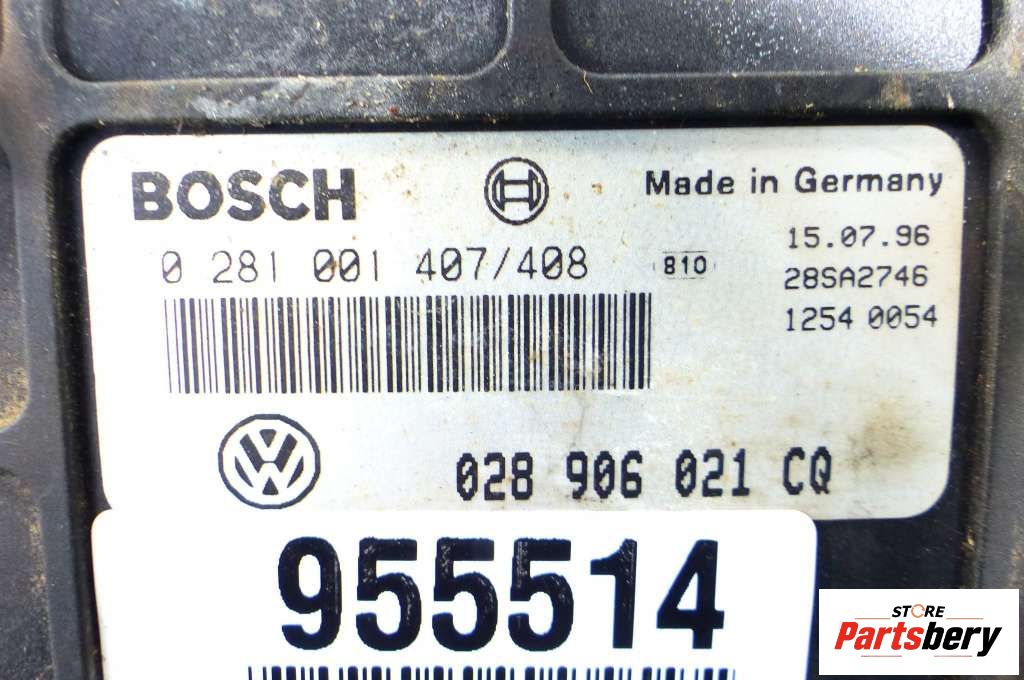 BOSCH
Made in Germany
0 281 001 407/408
810
15.07.96
28SA2746
1254 0054
VW
028 906 021 CQ
955514
STORE
Partsbery